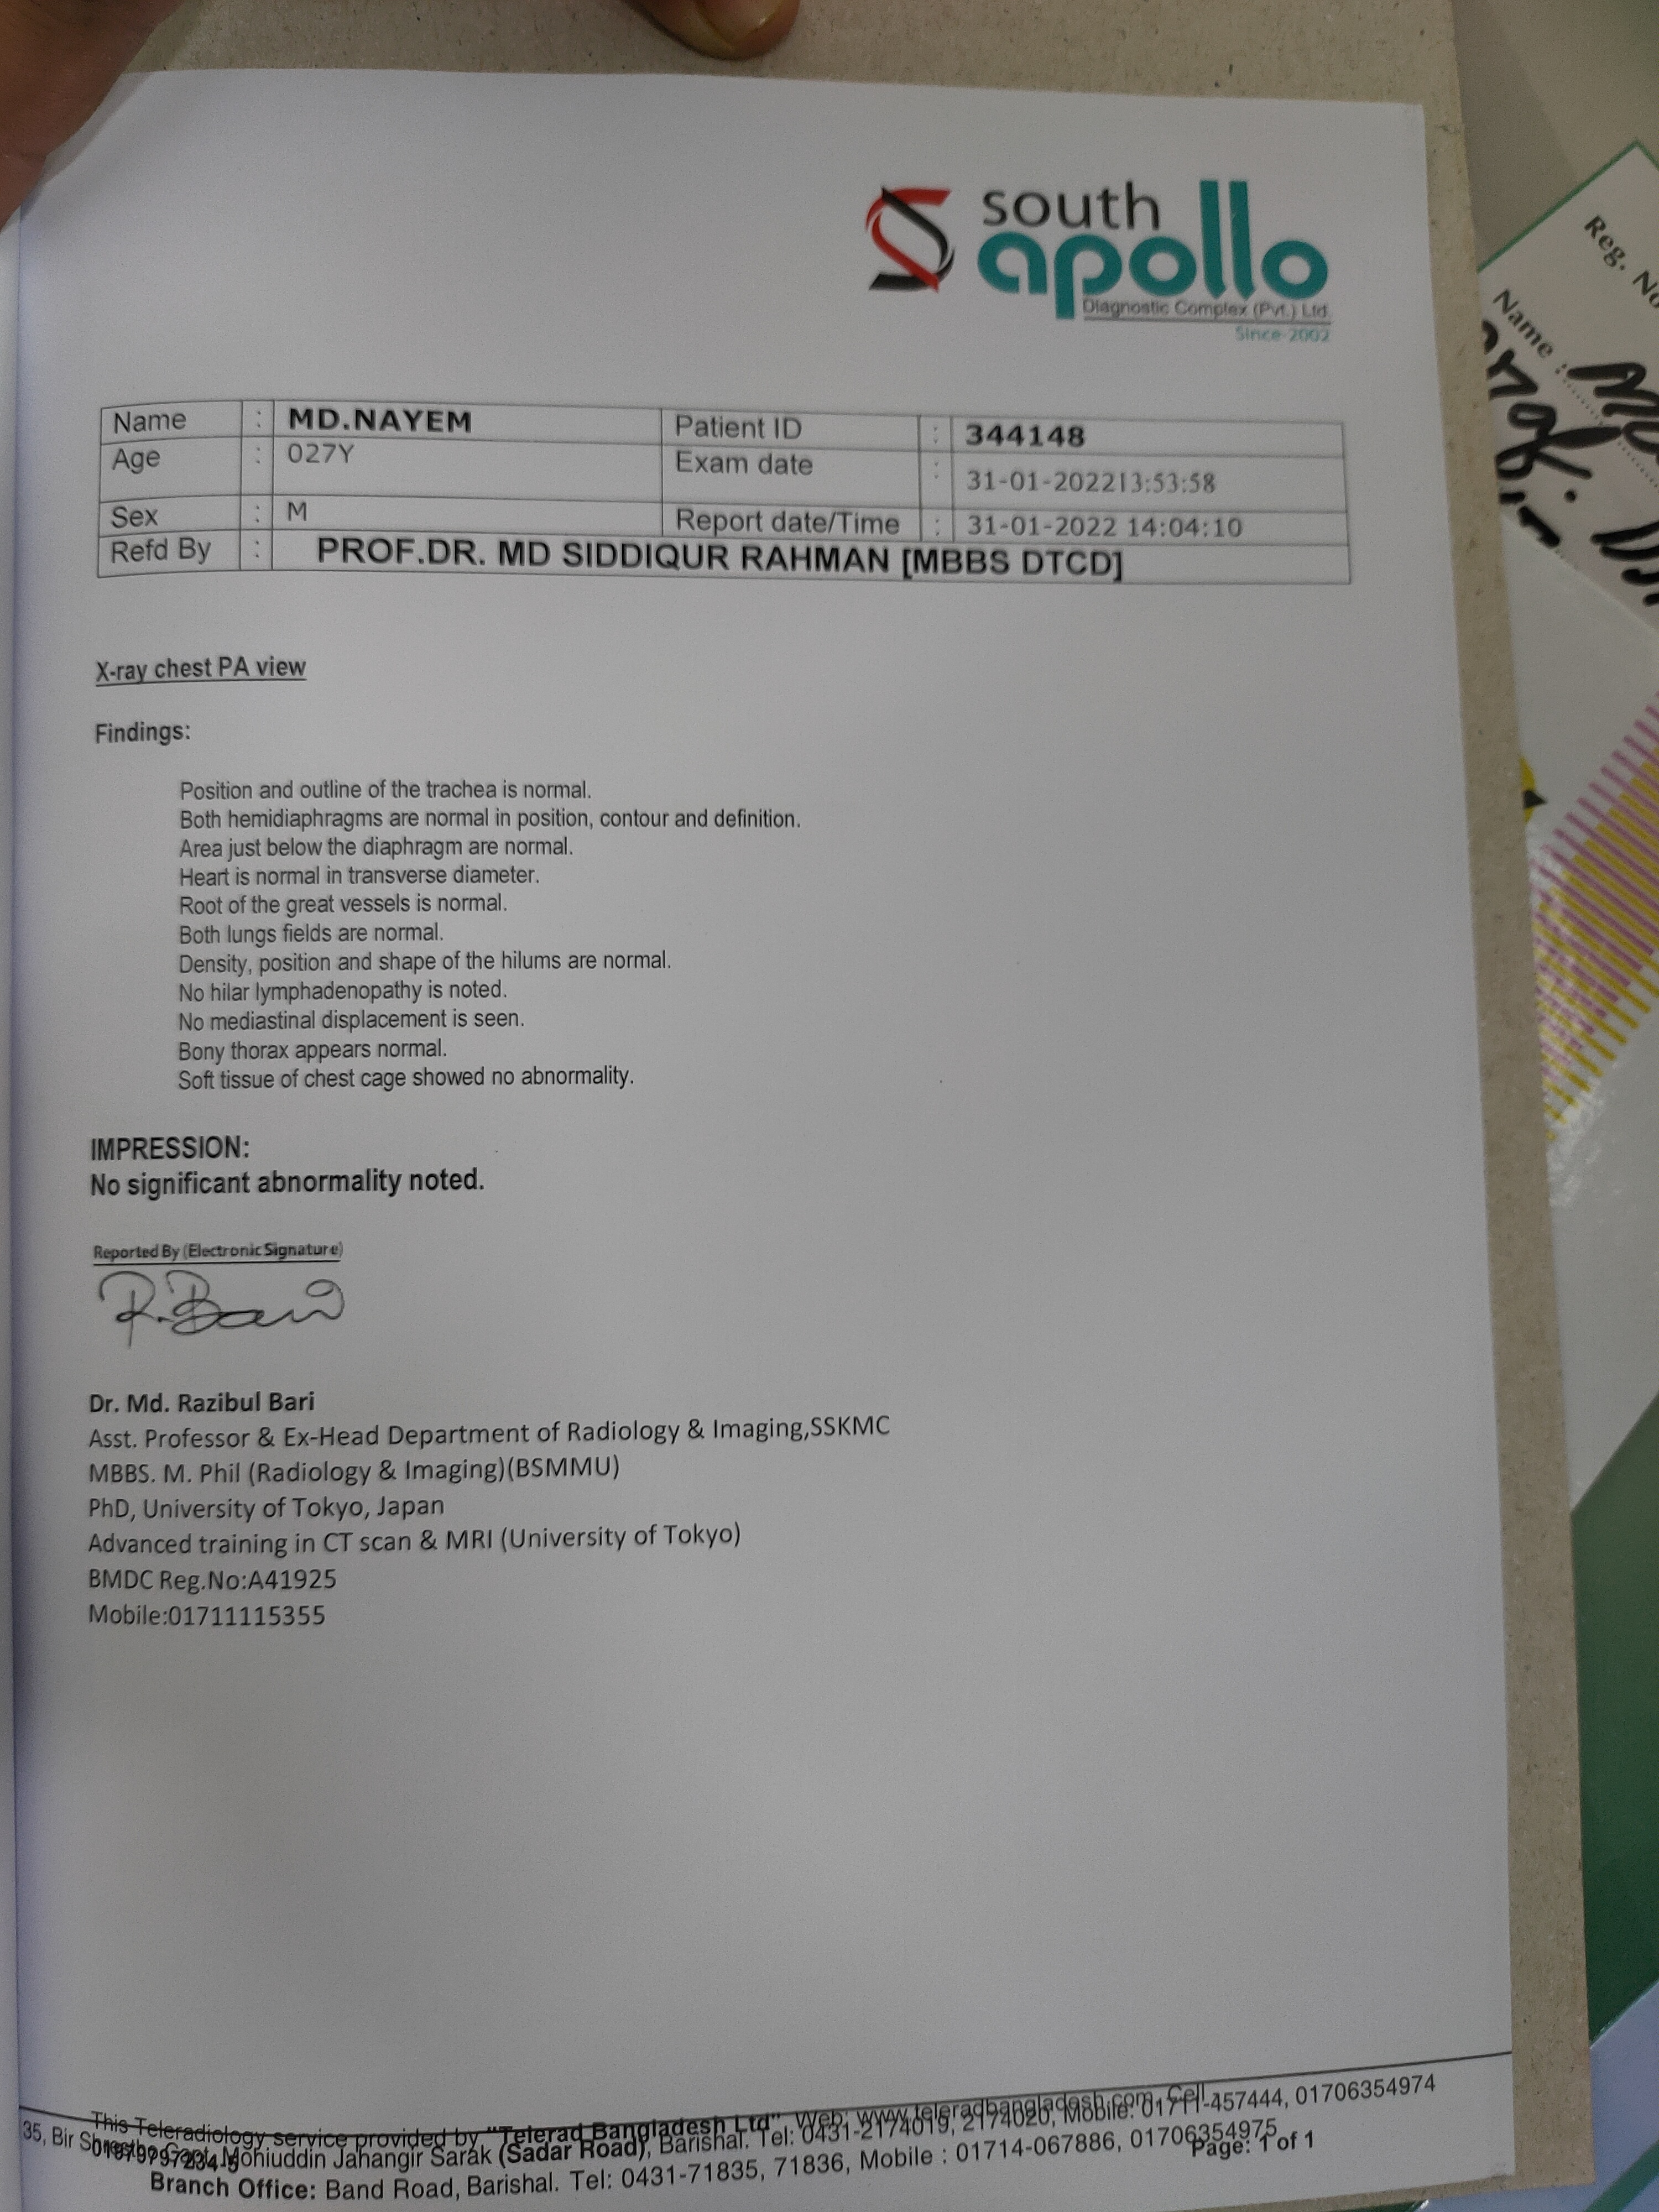 south
apollo
Diagnostic Complex (Pvt.) Ltd.
Since-2002
Name : MD.NAYEM Patient ID : 344148
Age : 027Y Exam date : 31-01-202213:53:58
Sex : M Report date/Time : 31-01-2022 14:04:10
Refd By : PROF.DR. MD SIDDIQUR RAHMAN [MBBS DTCD]
X-ray chest PA view
Findings:
Position and outline of the trachea is normal.
Both hemidiaphragms are normal in position, contour and definition.
Area just below the diaphragm are normal.
Heart is normal in transverse diameter.
Root of the great vessels is normal.
Both lungs fields are normal.
Density, position and shape of the hilums are normal.
No hilar lymphadenopathy is noted.
No mediastinal displacement is seen.
Bony thorax appears normal.
Soft tissue of chest cage showed no abnormality.
IMPRESSION:
No significant abnormality noted.
Reported By (Electronic Signature)
R.Bari
Dr. Md. Razibul Bari
Asst. Professor & Ex-Head Department of Radiology & Imaging,SSKMC
MBBS. M. Phil (Radiology & Imaging)(BSMMU)
PhD, University of Tokyo, Japan
Advanced training in CT scan & MRI (University of Tokyo)
BMDC Reg.No:A41925
Mobile:01711115355
This Teleradiology service provided by "Telerad Bangladesh Ltd", Web: www.teleradbangladesh.com, Cell-
35, Bir Shrestha Capt. Mohiuddin Jahangir Sarak (Sadar Road), Barishal. Tel: 0431-2174019, 2174020, Mobile: 01711-457444, 01706354974
Branch Office: Band Road, Barishal. Tel: 0431-71835, 71836, Mobile : 01714-067886, 01706354975
Page: 1 of 1
Reg. No
Name :